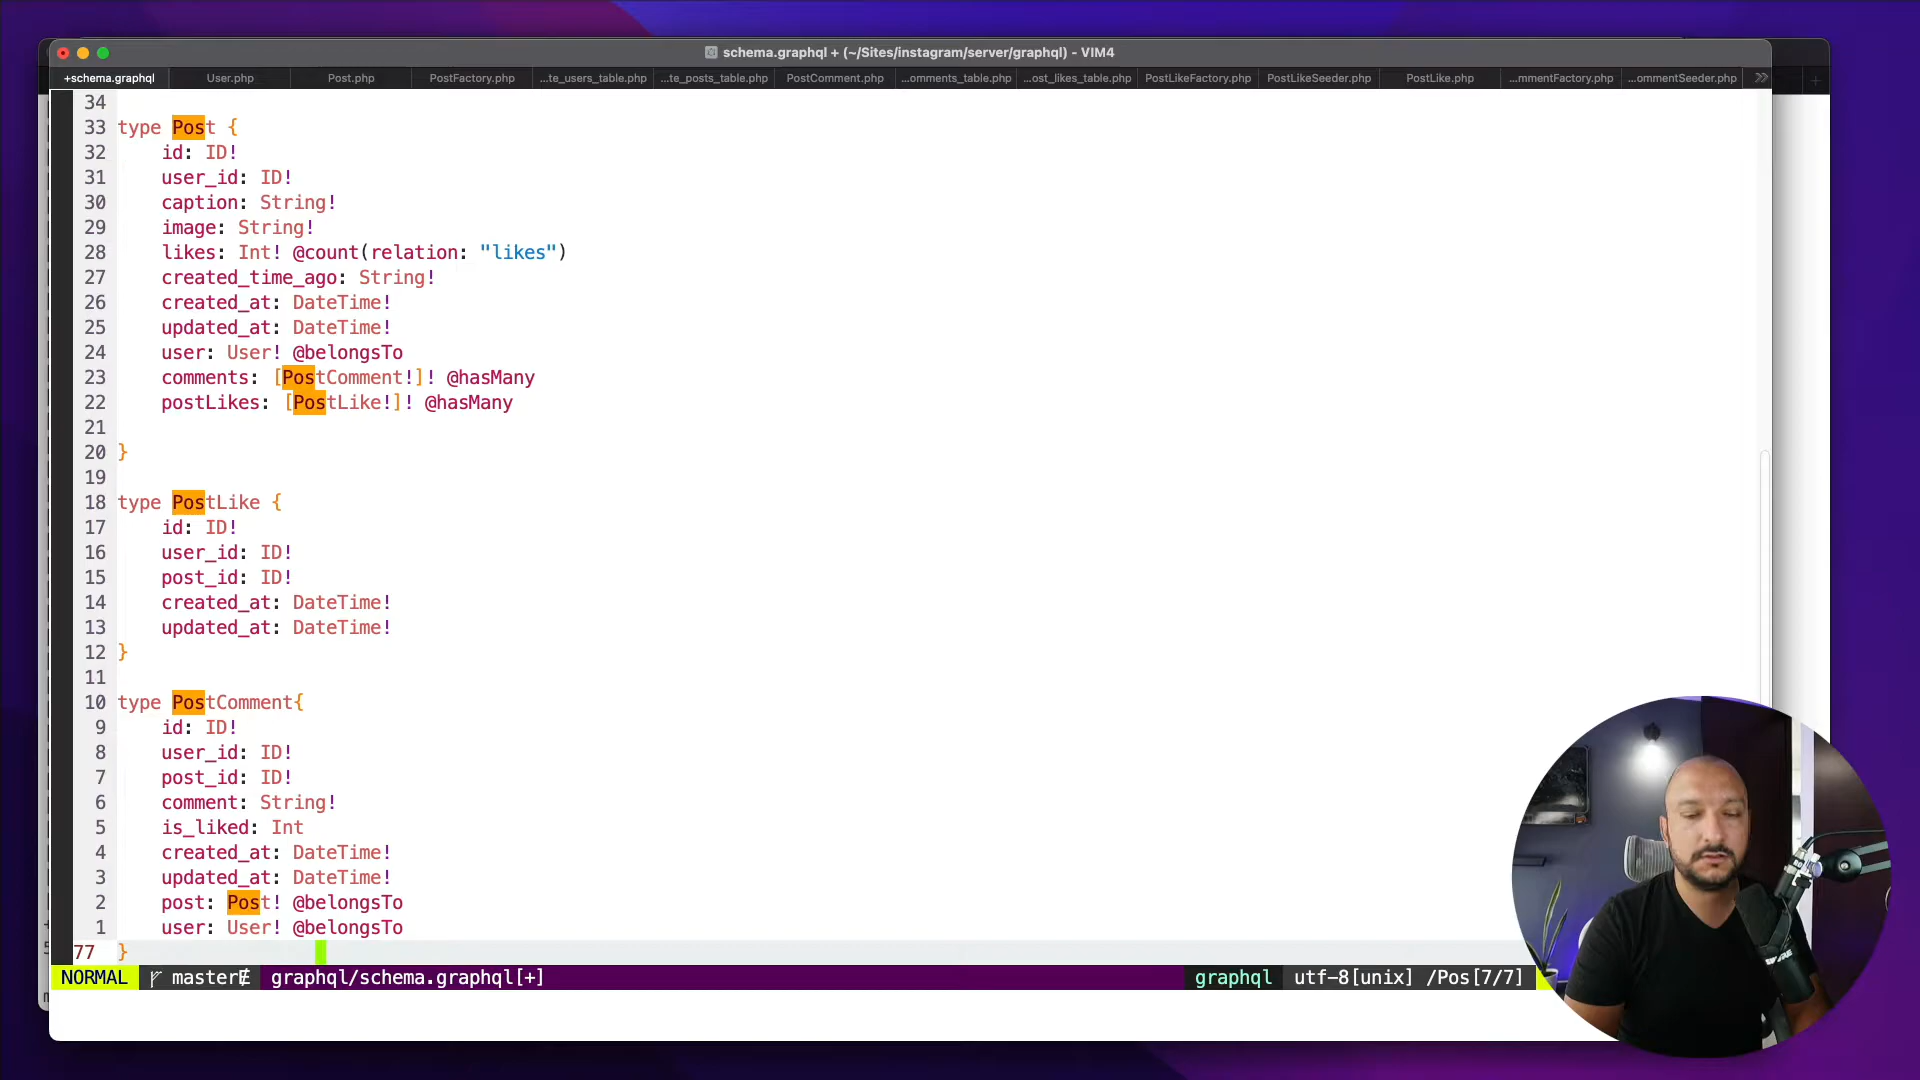 schema.graphql + (~/Sites/instagram/server/graphql) - VIM4
+schema.graphql User.php Post.php PostFactory.php ...te_users_table.php ...te_posts_table.php PostComment.php ...omments_table.php ...ost_likes_table.php PostLikeFactory.php PostLikeSeeder.php PostLike.php ...mmentFactory.php ...ommentSeeder.php
34
33 type Post {
32 id: ID!
31 user_id: ID!
30 caption: String!
29 image: String!
28 likes: Int! @count(relation: "likes")
27 created_time_ago: String!
26 created_at: DateTime!
25 updated_at: DateTime!
24 user: User! @belongsTo
23 comments: [PostComment!]! @hasMany
22 postLikes: [PostLike!]! @hasMany
21
20 }
19
18 type PostLike {
17 id: ID!
16 user_id: ID!
15 post_id: ID!
14 created_at: DateTime!
13 updated_at: DateTime!
12 }
11
10 type PostComment{
9 id: ID!
8 user_id: ID!
7 post_id: ID!
6 comment: String!
5 is_liked: Int
4 created_at: DateTime!
3 updated_at: DateTime!
2 post: Post! @belongsTo
1 user: User! @belongsTo
77 }
NORMAL master graphql/schema.graphql[+] graphql utf-8[unix] /Pos[7/7]